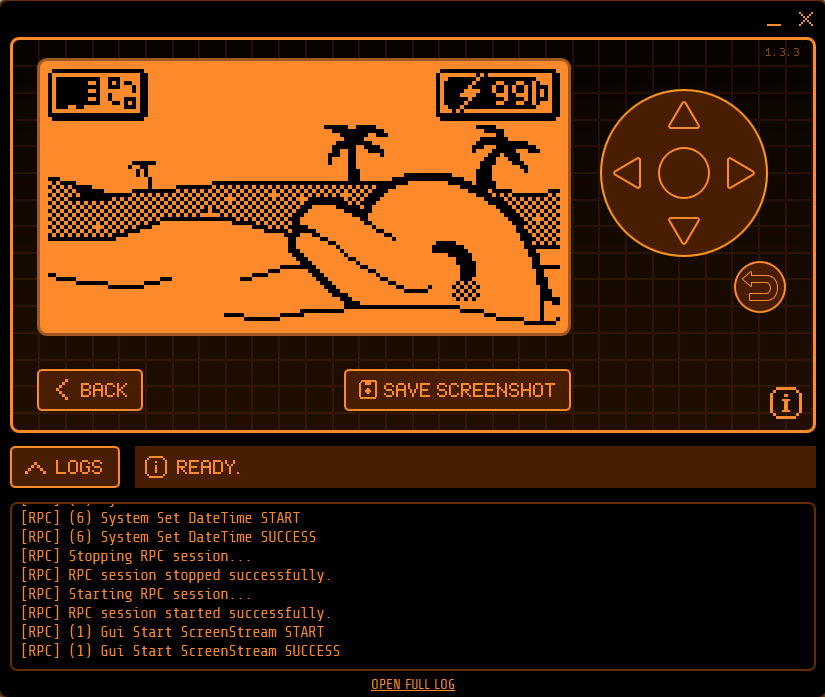 1.3.3
99
BACK
SAVE SCREENSHOT
LOGS
READY.
[RPC] (6) System Set DateTime START
[RPC] (6) System Set DateTime SUCCESS
[RPC] Stopping RPC session...
[RPC] RPC session stopped successfully.
[RPC] Starting RPC session...
[RPC] RPC session started successfully.
[RPC] (1) Gui Start ScreenStream START
[RPC] (1) Gui Start ScreenStream SUCCESS
OPEN FULL LOG